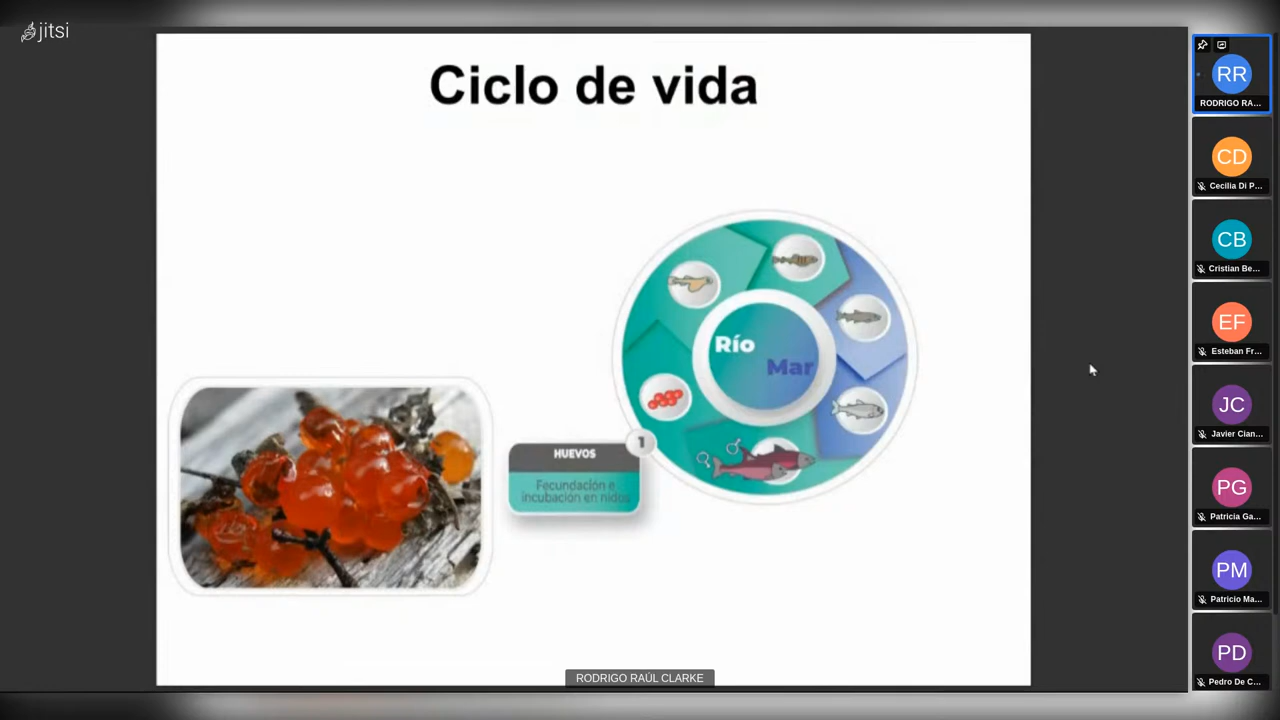 jitsi
Ciclo de vida
Río
Mar
1
HUEVOS
Fecundación e
incubación en nidos
RODRIGO RAÚL CLARKE
RR
RODRIGO RA...
CD
Cecilia Di P...
CB
Cristian Be...
EF
Esteban Fr...
JC
Javier Cian...
PG
Patricia Ga...
PM
Patricio Ma...
PD
Pedro De C...